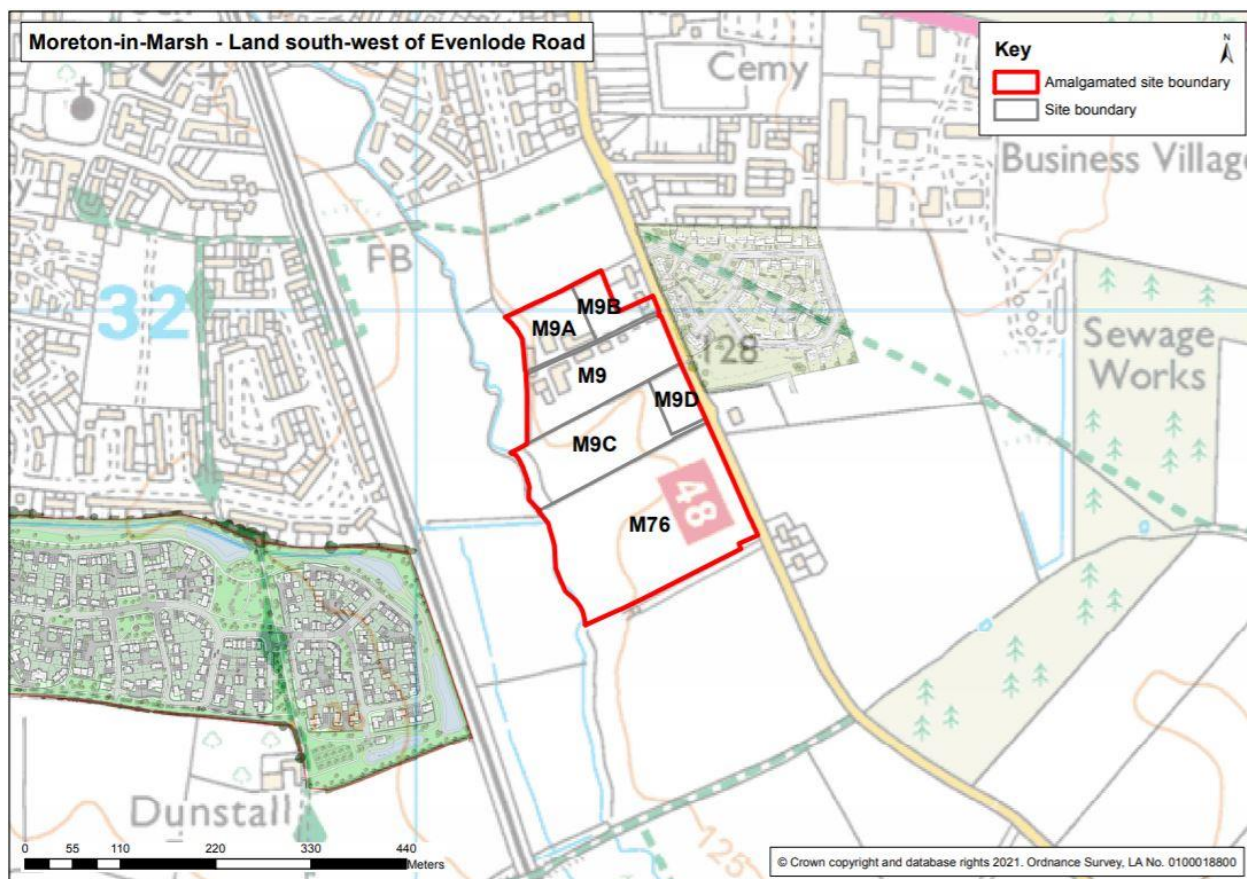 Moreton-in-Marsh - Land south-west of Evenlode Road
Key
N
Amalgamated site boundary
Site boundary
Cemy
Business Village
FB
32
M9B
M9A
M9
128
M9D
M9C
48
M76
Sewage
Works
Dunstall
125
0 55 110 220 330 440
Meters
© Crown copyright and database rights 2021. Ordnance Survey, LA No. 0100018800